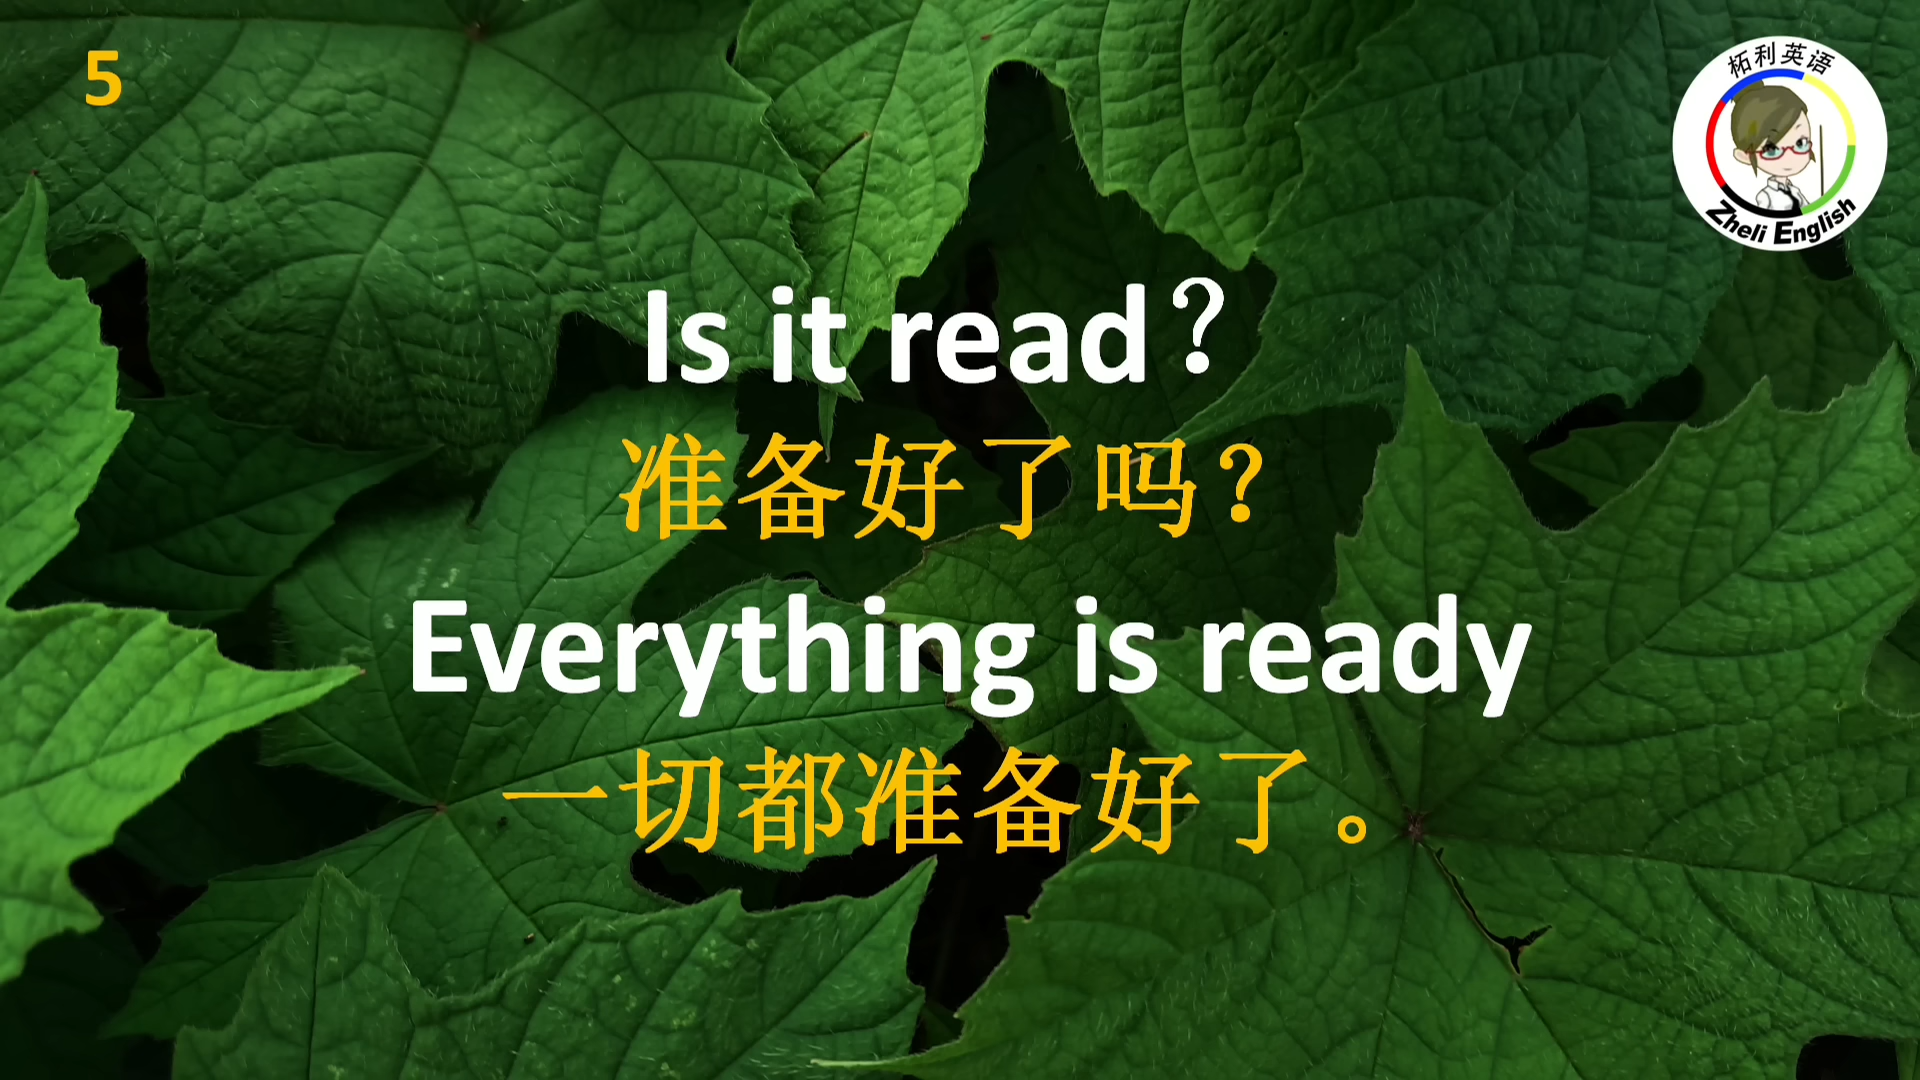 5
柘利英语
Zheli English
Is it read？
准备好了吗？
Everything is ready
一切都准备好了。